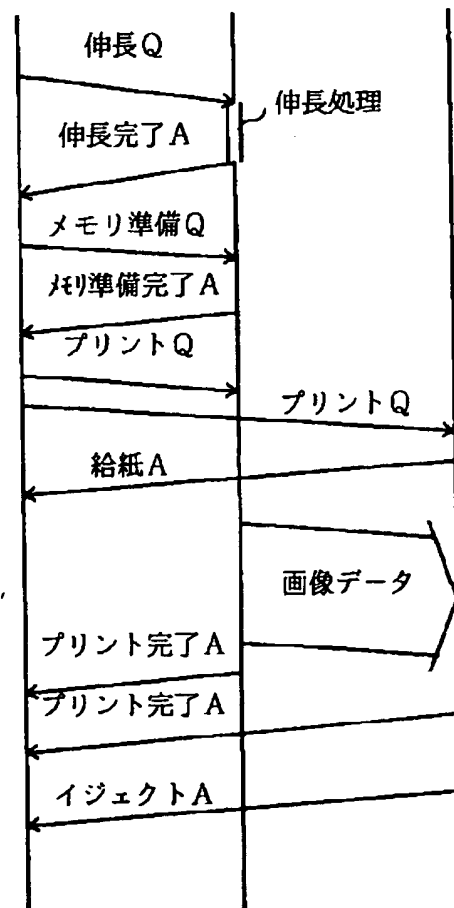 伸長Q
伸長処理
伸長完了A
メモリ準備Q
メモリ準備完了A
プリントQ
プリントQ
給紙A
画像データ
プリント完了A
プリント完了A
イジェクトA